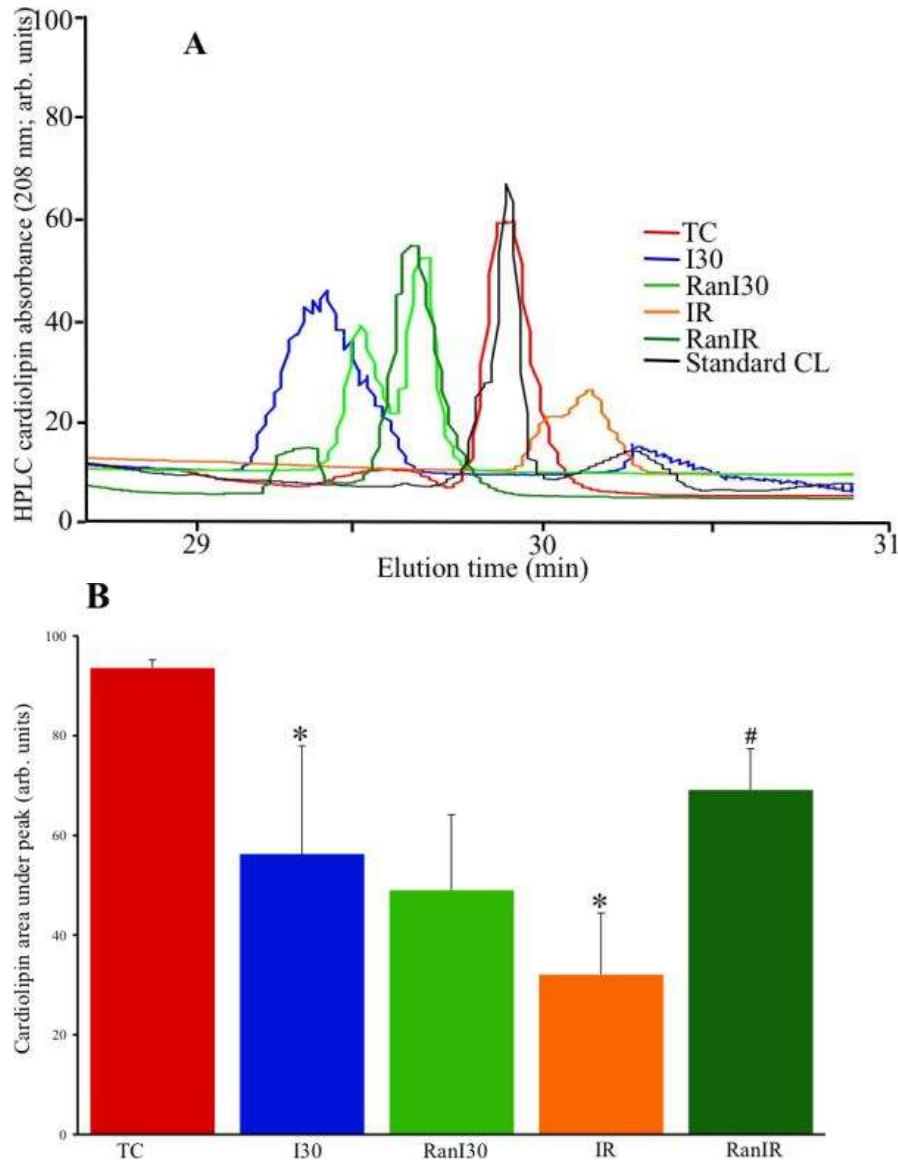 A
HPLC cardiolipin absorbance (208 nm; arb. units)
100
80
60
40
20
0
TC
I30
RanI30
IR
RanIR
Standard CL
29
30
31
Elution time (min)
B
Cardiolipin area under peak (arb. units)
100
80
60
40
20
0
*
*
#
TC
I30
RanI30
IR
RanIR